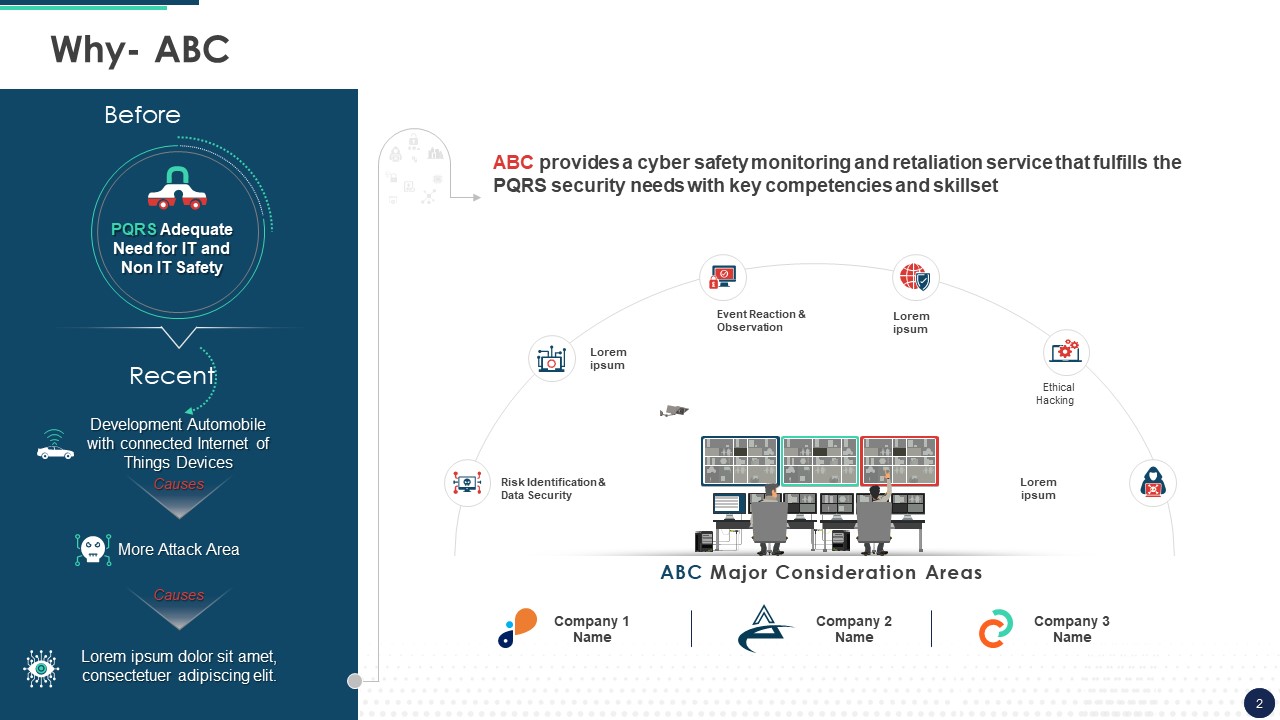 Why- ABC
Before
PQRS Adequate
Need for IT and
Non IT Safety
Recent
Development Automobile
with connected Internet of
Things Devices
Causes
More Attack Area
Causes
Lorem ipsum dolor sit amet,
consectetuer adipiscing elit.
ABC provides a cyber safety monitoring and retaliation service that fulfills the
PQRS security needs with key competencies and skillset
Risk Identification &
Data Security
Lorem
ipsum
Event Reaction &
Observation
Lorem
ipsum
Ethical
Hacking
Lorem
ipsum
ABC Major Consideration Areas
Company 1
Name
Company 2
Name
Company 3
Name
2